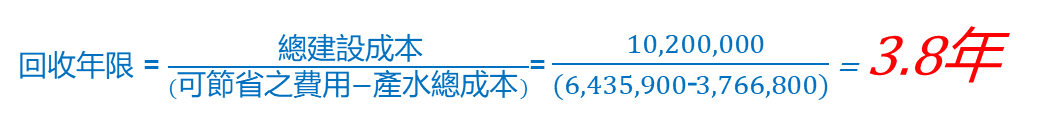 回收年限 = 總建設成本 / (可節省之費用−產水總成本) = 10,200,000 / (6,435,900-3,766,800) = 3.8年